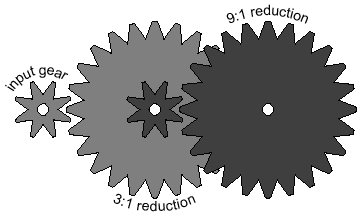 input gear
3:1 reduction
9:1 reduction